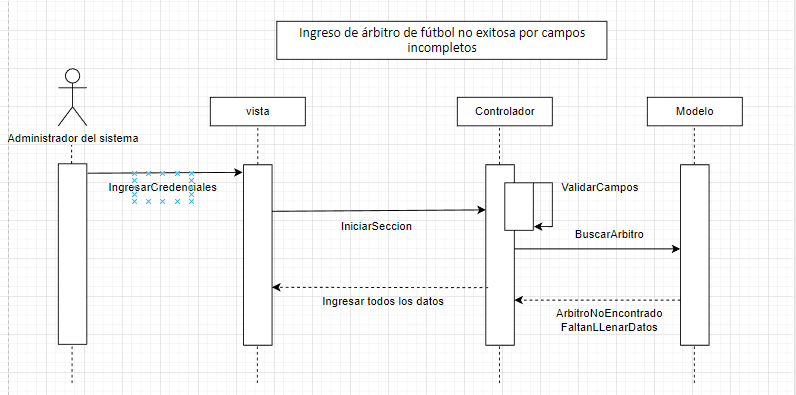 Ingreso de árbitro de fútbol no exitosa por campos
incompletos
vista
Controlador
Modelo
Administrador del sistema
IngresarCredenciales
ValidarCampos
IniciarSeccion
BuscarArbitro
Ingresar todos los datos
ArbitroNoEncontrado
FaltanLLenarDatos